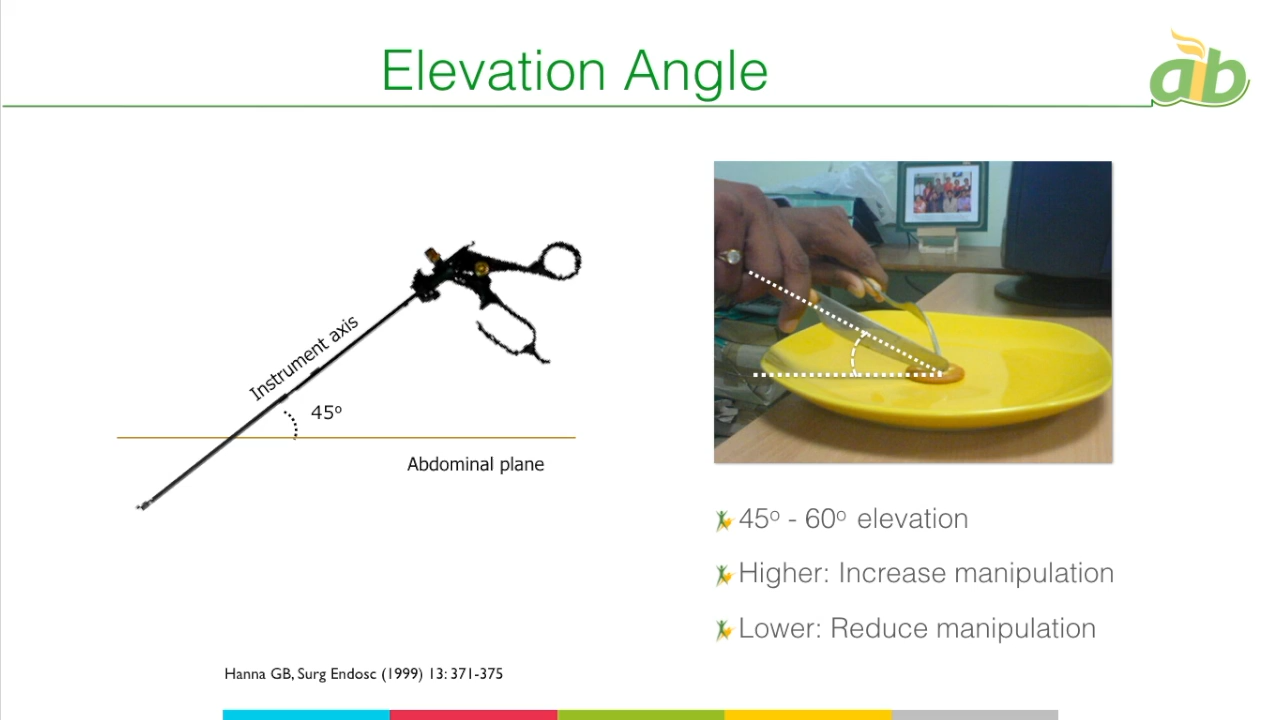 Elevation Angle
aib
Instrument axis
45º
Abdominal plane
45º - 60º elevation
Higher: Increase manipulation
Lower: Reduce manipulation
Hanna GB, Surg Endosc (1999) 13: 371-375